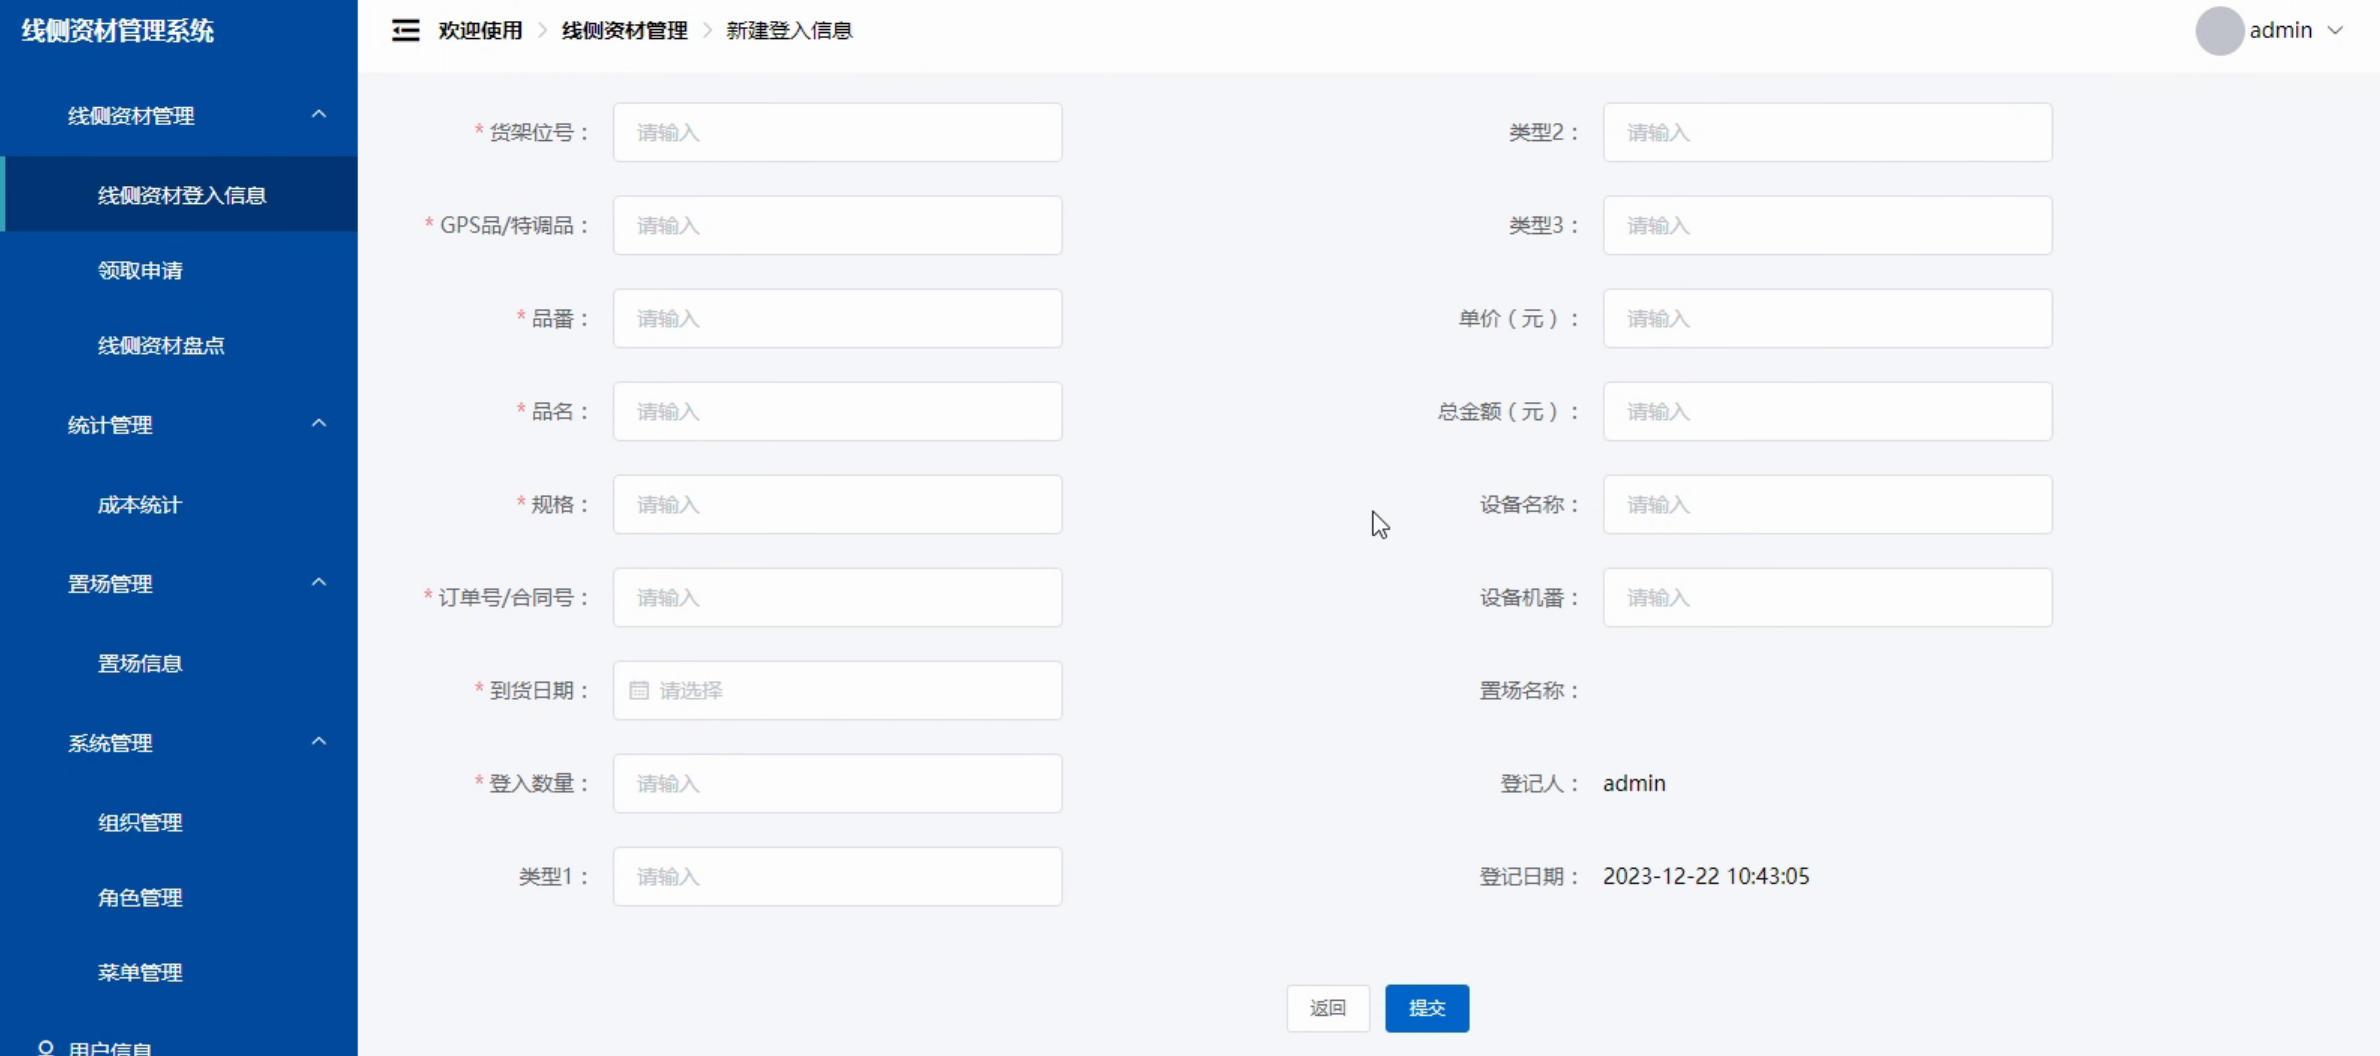 线侧资材管理系统
欢迎使用 > 线侧资材管理 > 新建登入信息
admin
线侧资材管理
线侧资材登入信息
领取申请
线侧资材盘点
统计管理
成本统计
置场管理
置场信息
系统管理
组织管理
角色管理
菜单管理
用户信息
* 货架位号： 请输入
* GPS品/特调品： 请输入
* 品番： 请输入
* 品名： 请输入
* 规格： 请输入
* 订单号/合同号： 请输入
* 到货日期： 请选择
* 登入数量： 请输入
类型1： 请输入
类型2： 请输入
类型3： 请输入
单价（元）： 请输入
总金额（元）： 请输入
设备名称： 请输入
设备机番： 请输入
置场名称：
登记人： admin
登记日期： 2023-12-22 10:43:05
返回 提交